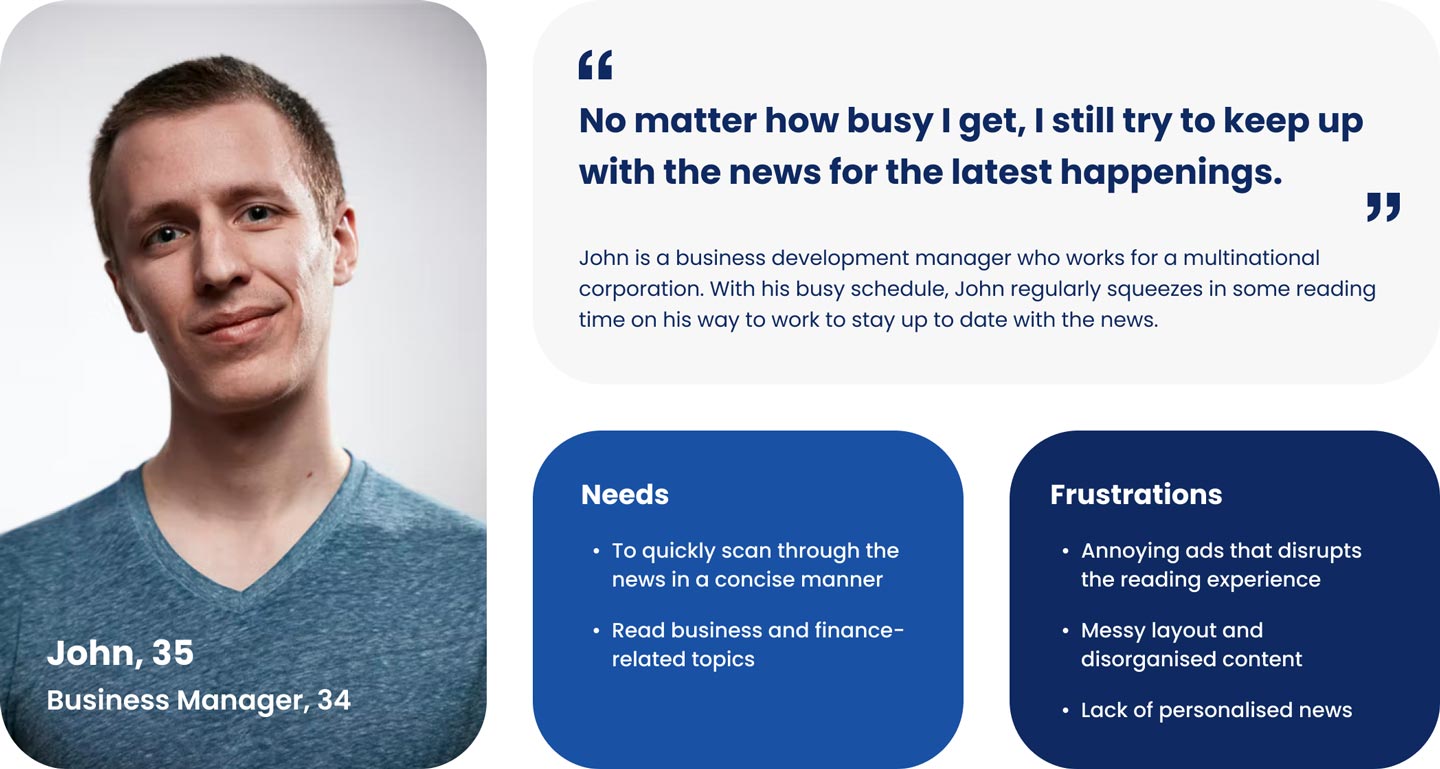 John, 35
Business Manager, 34
“
No matter how busy I get, I still try to keep up
with the news for the latest happenings.
”
John is a business development manager who works for a multinational
corporation. With his busy schedule, John regularly squeezes in some reading
time on his way to work to stay up to date with the news.
Needs
• To quickly scan through the
news in a concise manner
• Read business and finance-
related topics
Frustrations
• Annoying ads that disrupts
the reading experience
• Messy layout and
disorganised content
• Lack of personalised news